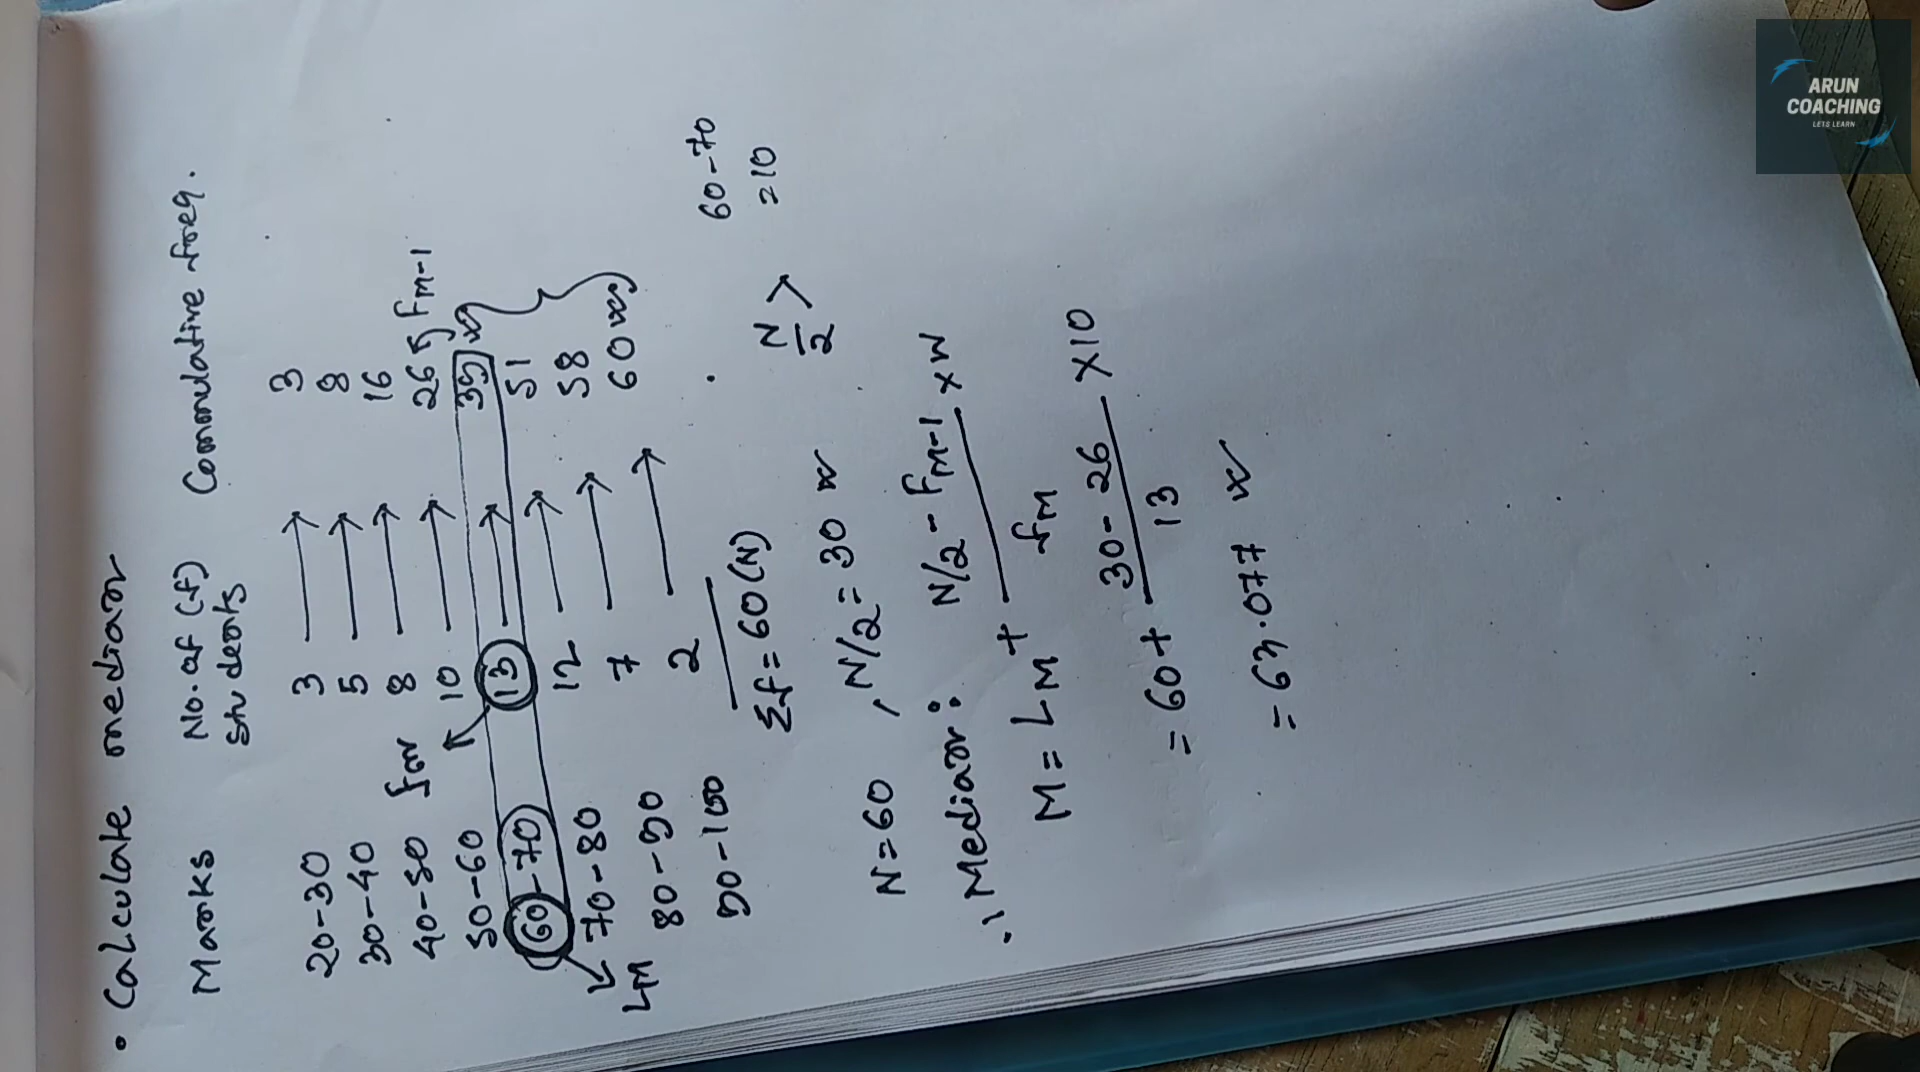 • Calculate median
Marks No. of (f) Commulative freq.
students
20-30 3 3
30-40 5 8
40-50 8 16
50-60 10 26 Fm-1
fm
60-70 13 39
70-80 12 51
LM
80-90 7 58
90-100 2 60
Σf = 60 (N)
60-70
= 10
N/2 >
N = 60 , N/2 = 30
∴ Median:
M = LM + N/2 - Fm-1 / fm × W
= 60 + 30 - 26 / 13 × 10
= 63.077
ARUN
COACHING
LETS LEARN